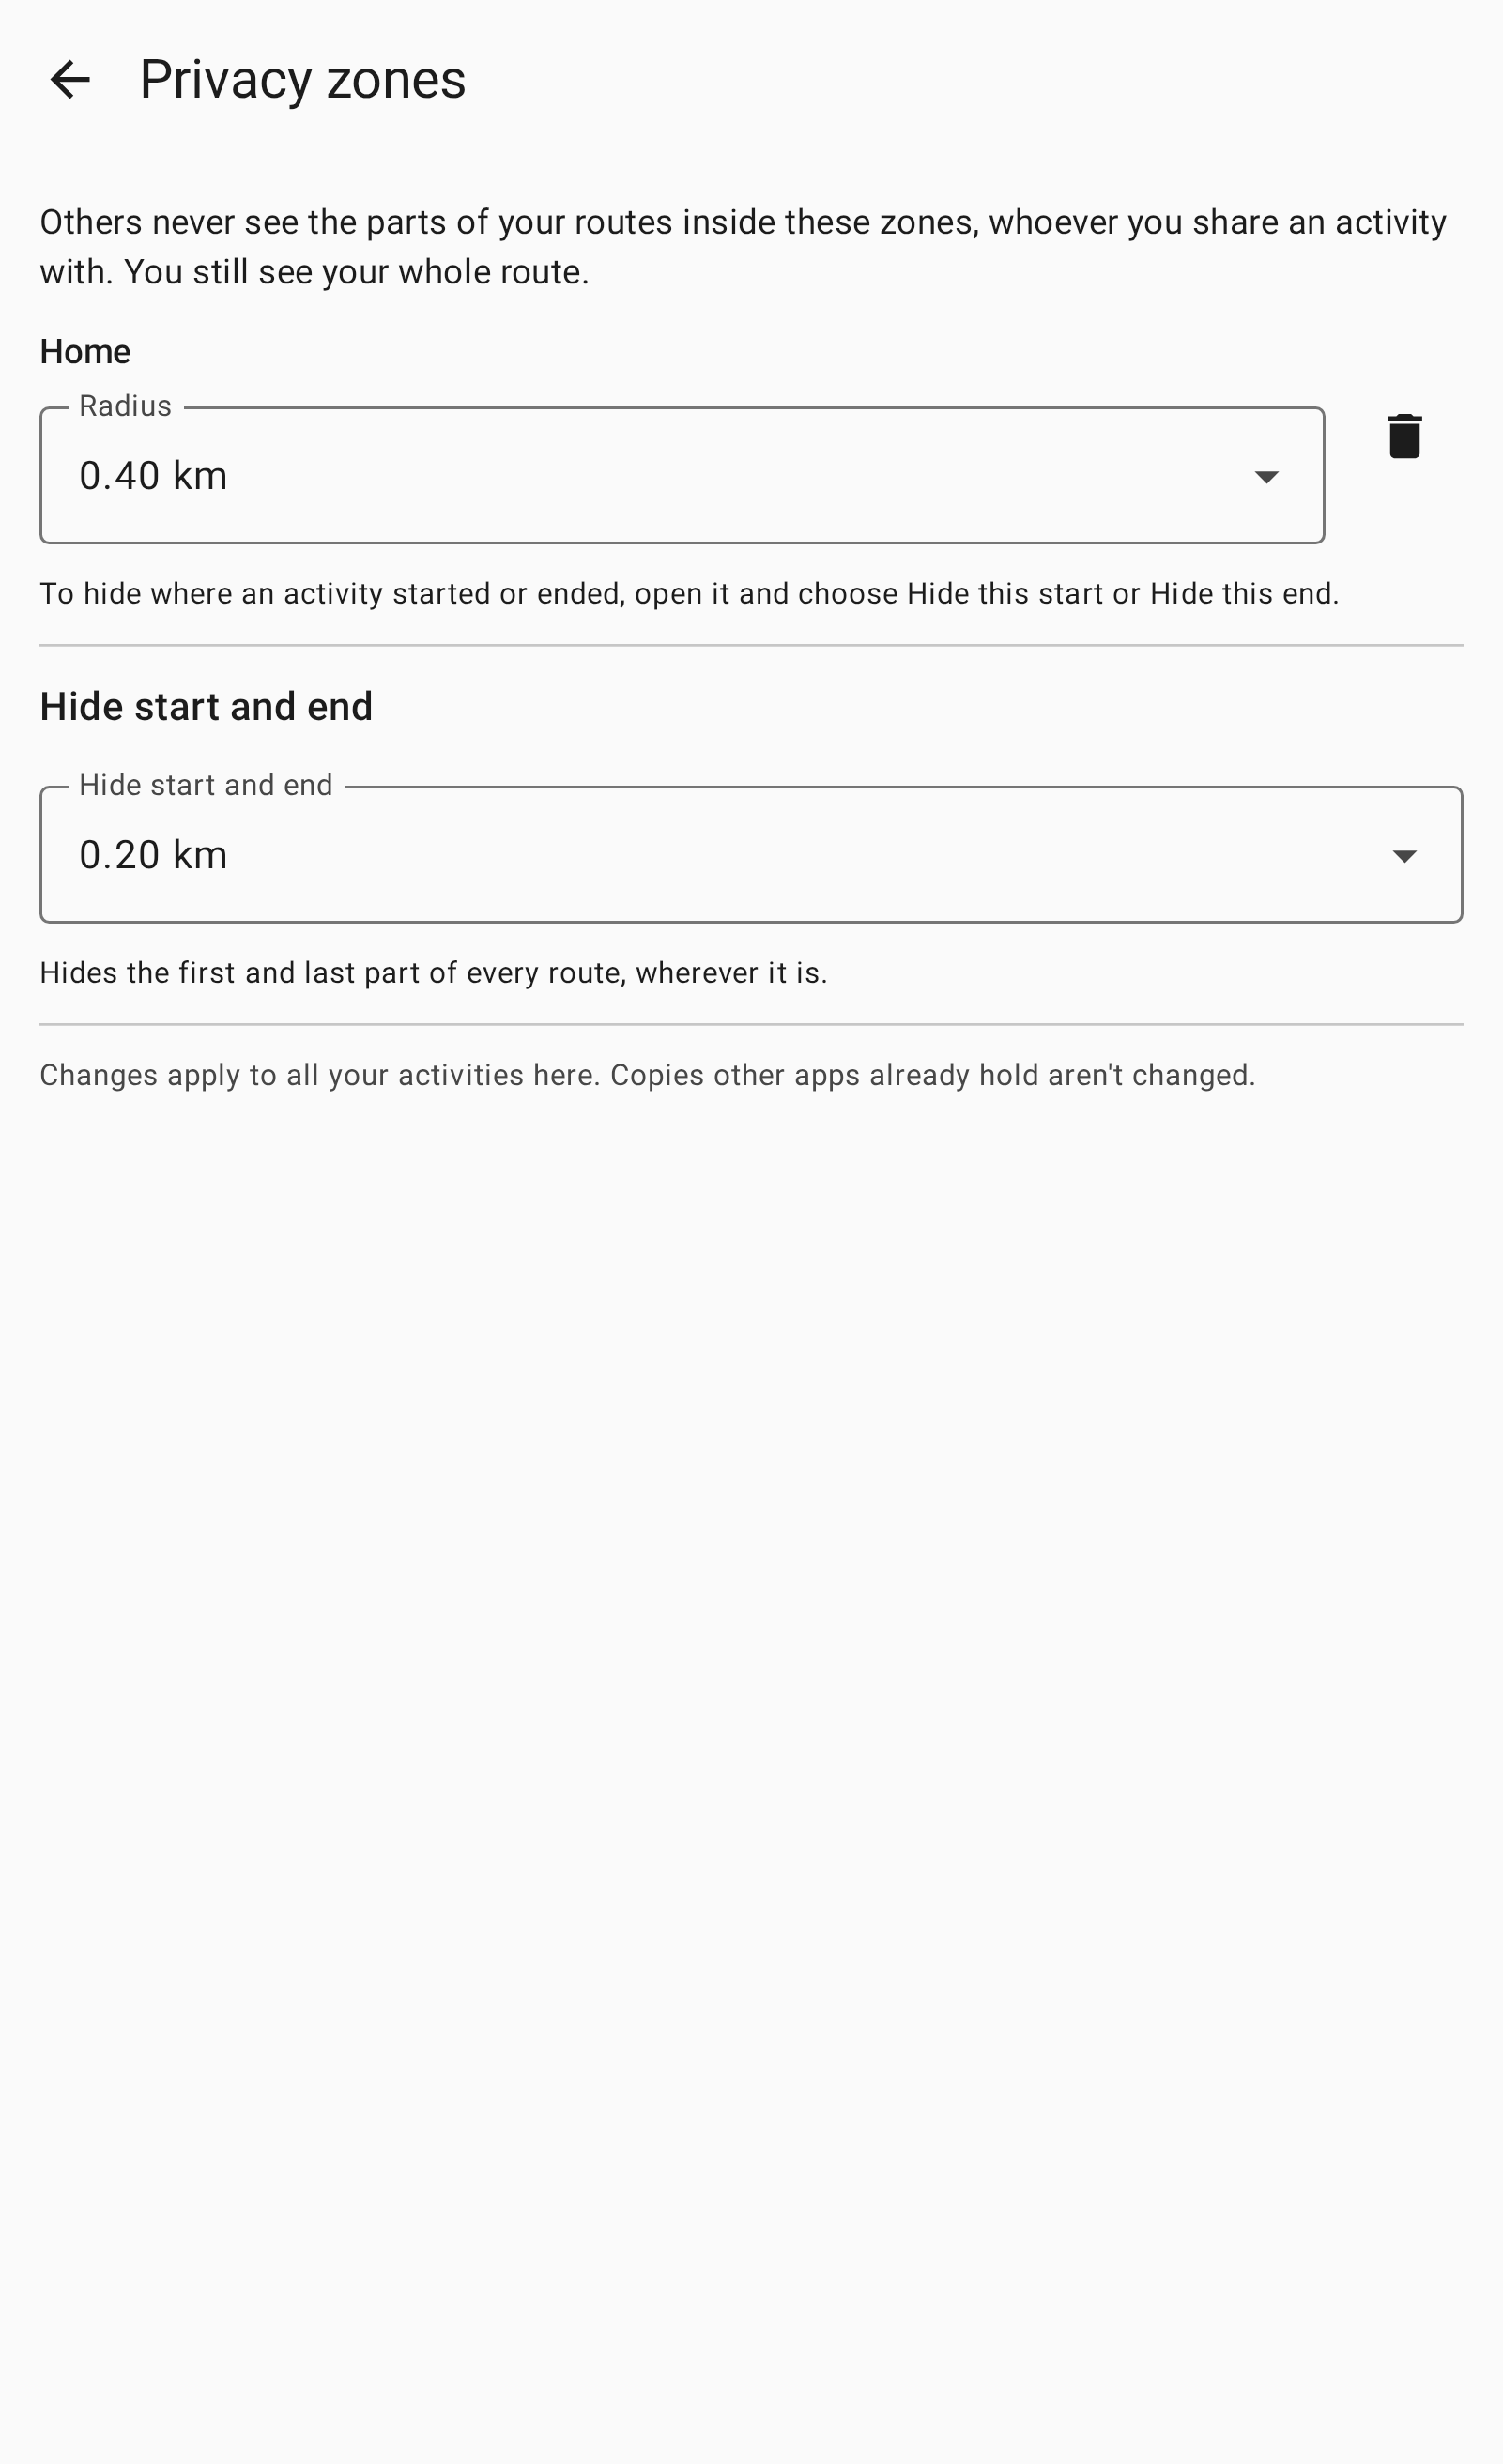 Privacy zones
Others never see the parts of your routes inside these zones, whoever you share an activity
with. You still see your whole route.
Home
Radius
0.40 km
To hide where an activity started or ended, open it and choose Hide this start or Hide this end.
Hide start and end
Hide start and end
0.20 km
Hides the first and last part of every route, wherever it is.
Changes apply to all your activities here. Copies other apps already hold aren't changed.